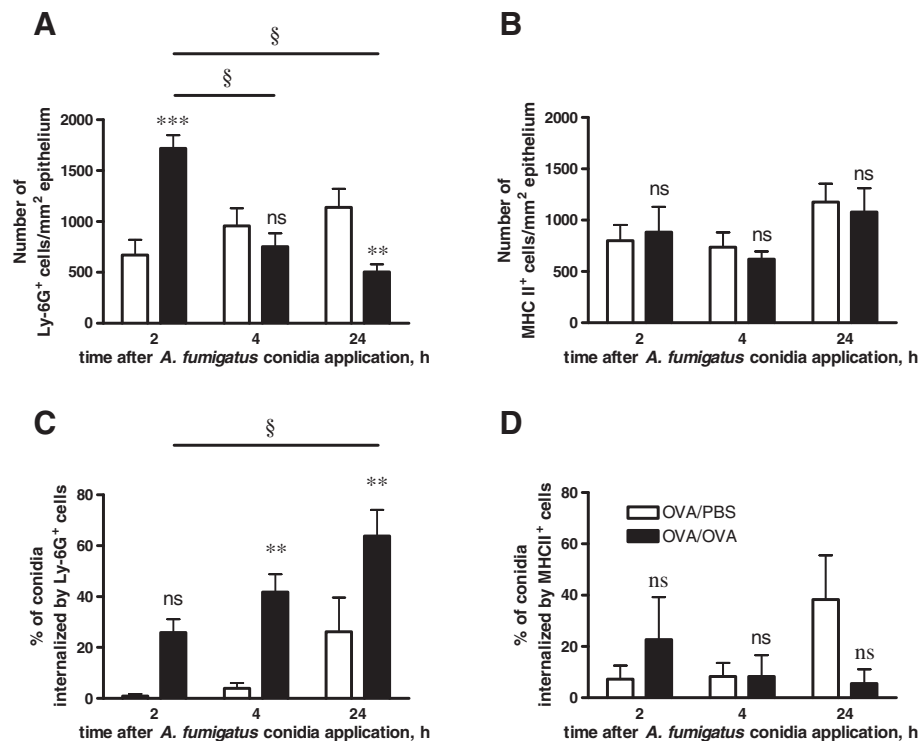 A
§
§
Number of
Ly-6G+ cells/mm2 epithelium
2000
1500
1000
500
0
***
ns
**
2
4
24
time after A. fumigatus conidia application, h
B
Number of
MHC II+ cells/mm2 epithelium
2000
1500
1000
500
0
ns
ns
ns
2
4
24
time after A. fumigatus conidia application, h
C
§
% of conidia
internalized by Ly-6G+ cells
80
60
40
20
0
ns
**
**
2
4
24
time after A. fumigatus conidia application, h
D
% of conidia
internalized by MHCII+ cells
80
60
40
20
0
OVA/PBS
OVA/OVA
ns
ns
ns
2
4
24
time after A. fumigatus conidia application, h